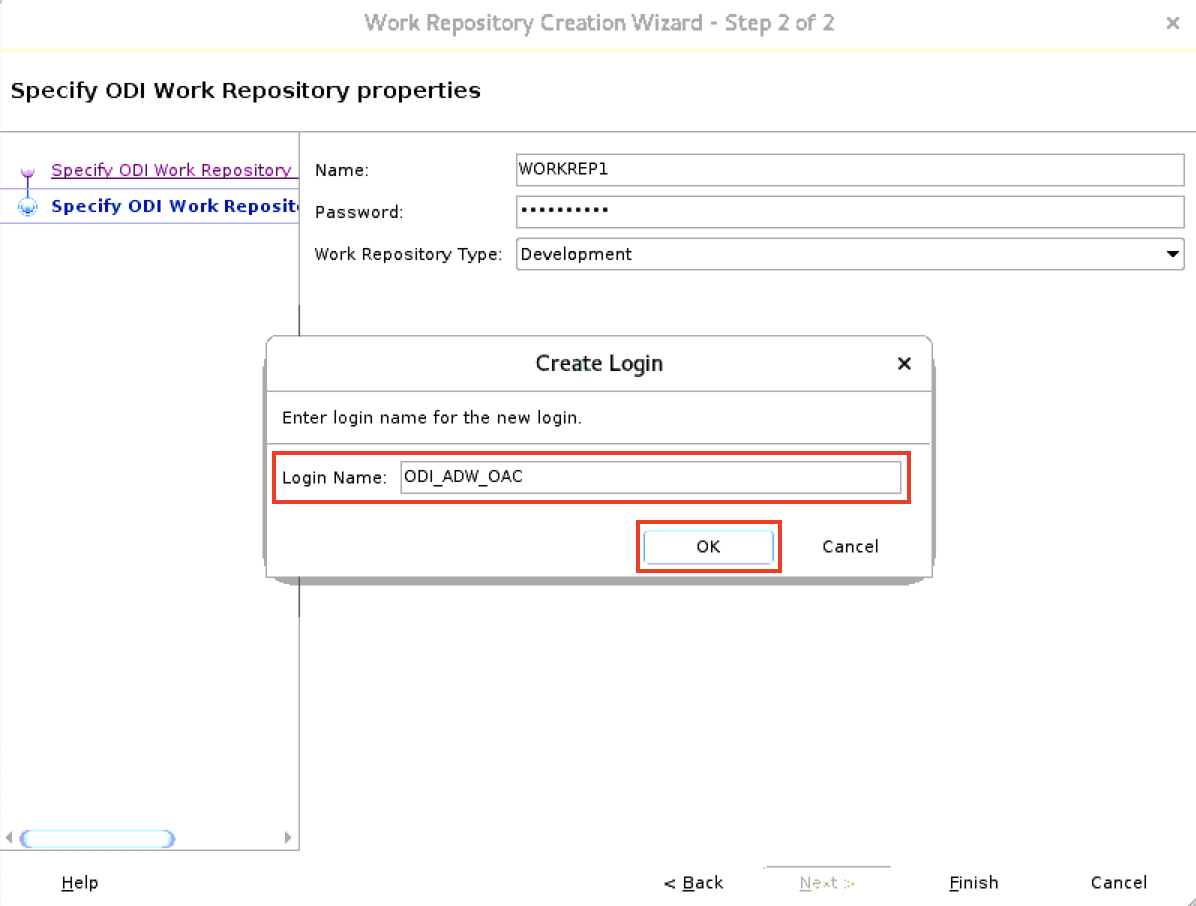 Work Repository Creation Wizard - Step 2 of 2
Specify ODI Work Repository properties
Specify ODI Work Repository
Specify ODI Work Reposit
Name: WORKREP1
Password: ••••••••••
Work Repository Type: Development
Create Login
Enter login name for the new login.
Login Name: ODI_ADW_OAC
OK Cancel
Help < Back Next > Finish Cancel